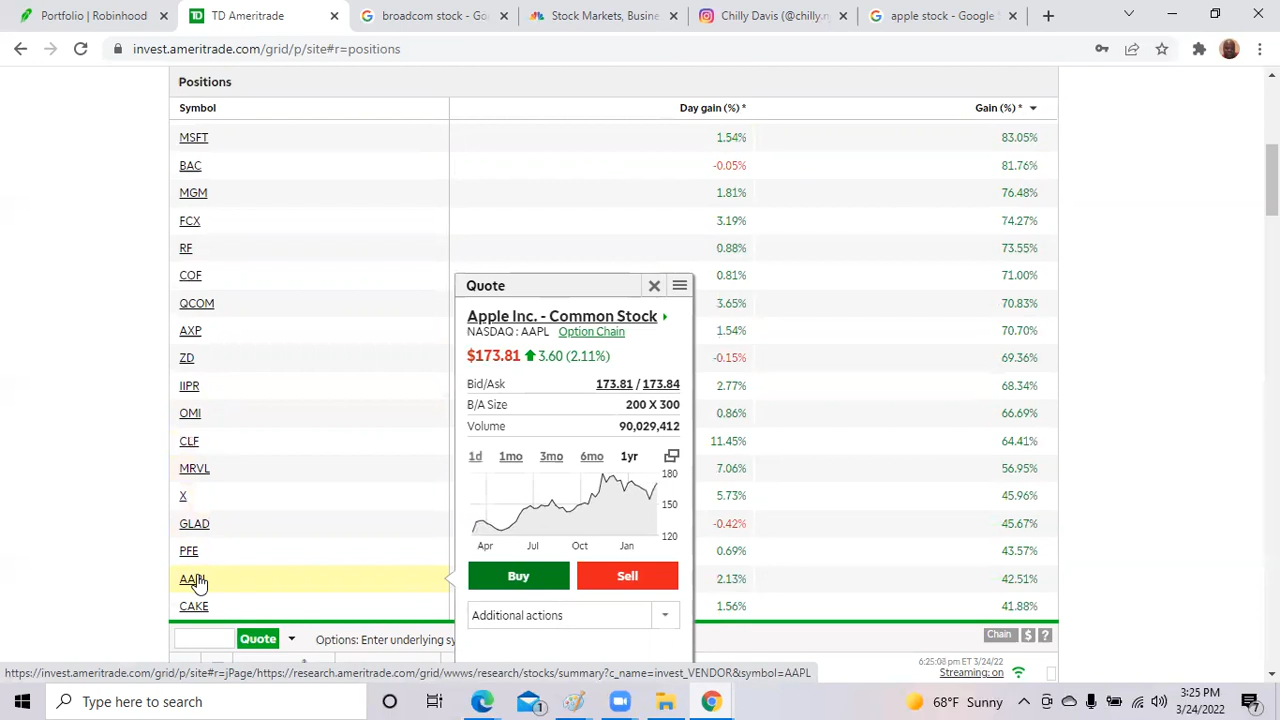 Portfolio | Robinhood
TD Ameritrade
broadcom stock - Go
Stock Markets, Busine
Chilly Davis (@chilly.n
apple stock - Google
invest.ameritrade.com/grid/p/site#r=positions
Positions
Symbol Day gain (%) * Gain (%) *
MSFT 1.54% 83.05%
BAC -0.05% 81.76%
MGM 1.81% 76.48%
FCX 3.19% 74.27%
RF 0.88% 73.55%
COF 0.81% 71.00%
QCOM 3.65% 70.83%
AXP 1.54% 70.70%
ZD -0.15% 69.36%
IIPR 2.77% 68.34%
OMI 0.86% 66.69%
CLF 11.45% 64.41%
MRVL 7.06% 56.95%
X 5.73% 45.96%
GLAD -0.42% 45.67%
PFE 0.69% 43.57%
2.13% 42.51%
CAKE 1.56% 41.88%
Quote
Apple Inc. - Common Stock
NASDAQ : AAPL Option Chain
$173.81 3.60 (2.11%)
Bid/Ask 173.81 / 173.84
B/A Size 200 X 300
Volume 90,029,412
1d 1mo 3mo 6mo 1yr
180
150
120
Apr Jul Oct Jan
Buy Sell
Additional actions
Quote Options: Enter underlying sy Chain $ ?
6:25:08 pm ET 3/24/22
Streaming: on
https://invest.ameritrade.com/grid/p/site#r=jPage/http://research.ameritrade.com/grid/wwws/research/stocks/summary?c_name=invest_VENDOR&symbol=AAPL
Type here to search
1
68°F Sunny
3:25 PM
3/24/2022
7